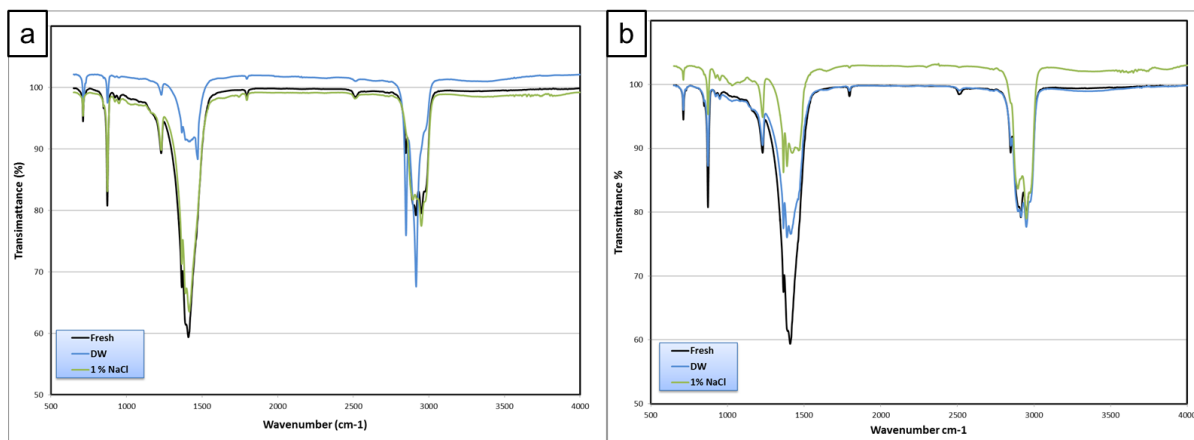 a
Transimattance (%)
100
90
80
70
60
50
500
1000
1500
2000
2500
3000
3500
4000
Wavenumber (cm-1)
Fresh
DW
1 % NaCl
b
Transmittance %
100
90
80
70
60
50
500
1000
1500
2000
2500
3000
3500
4000
Wavenumber cm-1
Fresh
DW
1% NaCl